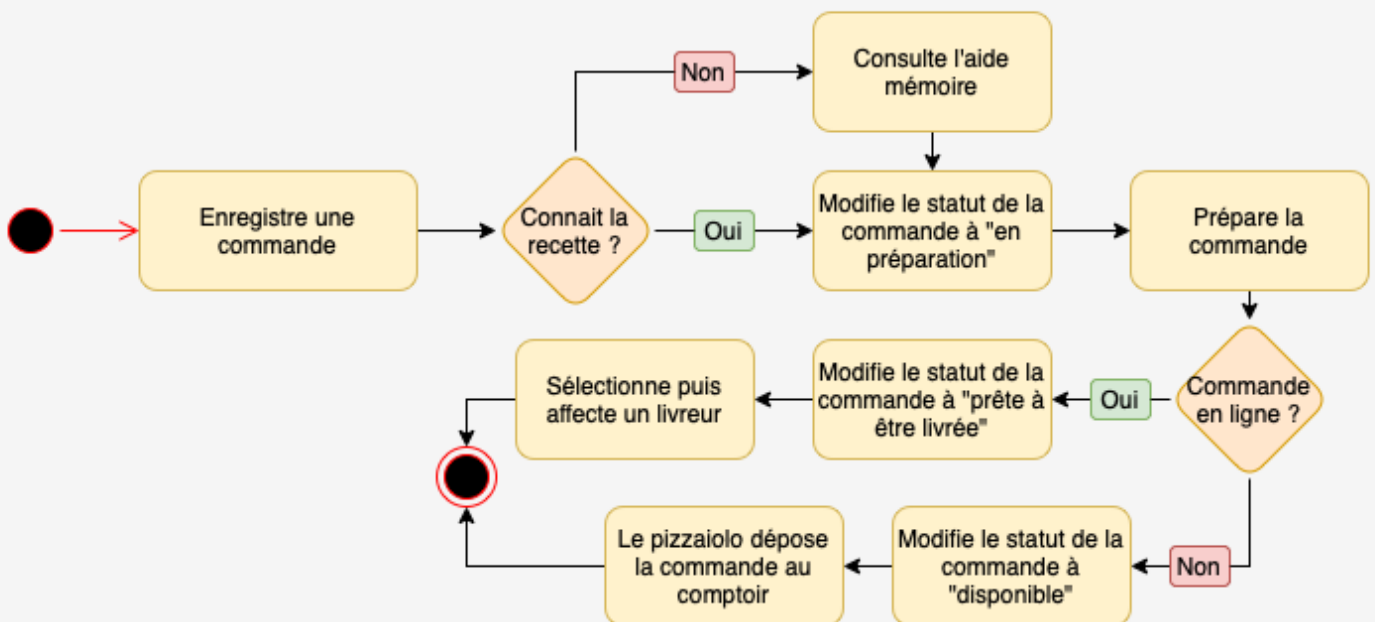 Non
Consulte l'aide
mémoire
Enregistre une
commande
Connait la
recette ?
Oui
Modifie le statut de la
commande à "en
préparation"
Prépare la
commande
Sélectionne puis
affecte un livreur
Modifie le statut de la
commande à "prête à
être livrée"
Oui
Commande
en ligne ?
Le pizzaiolo dépose
la commande au
comptoir
Modifie le statut de la
commande à
"disponible"
Non